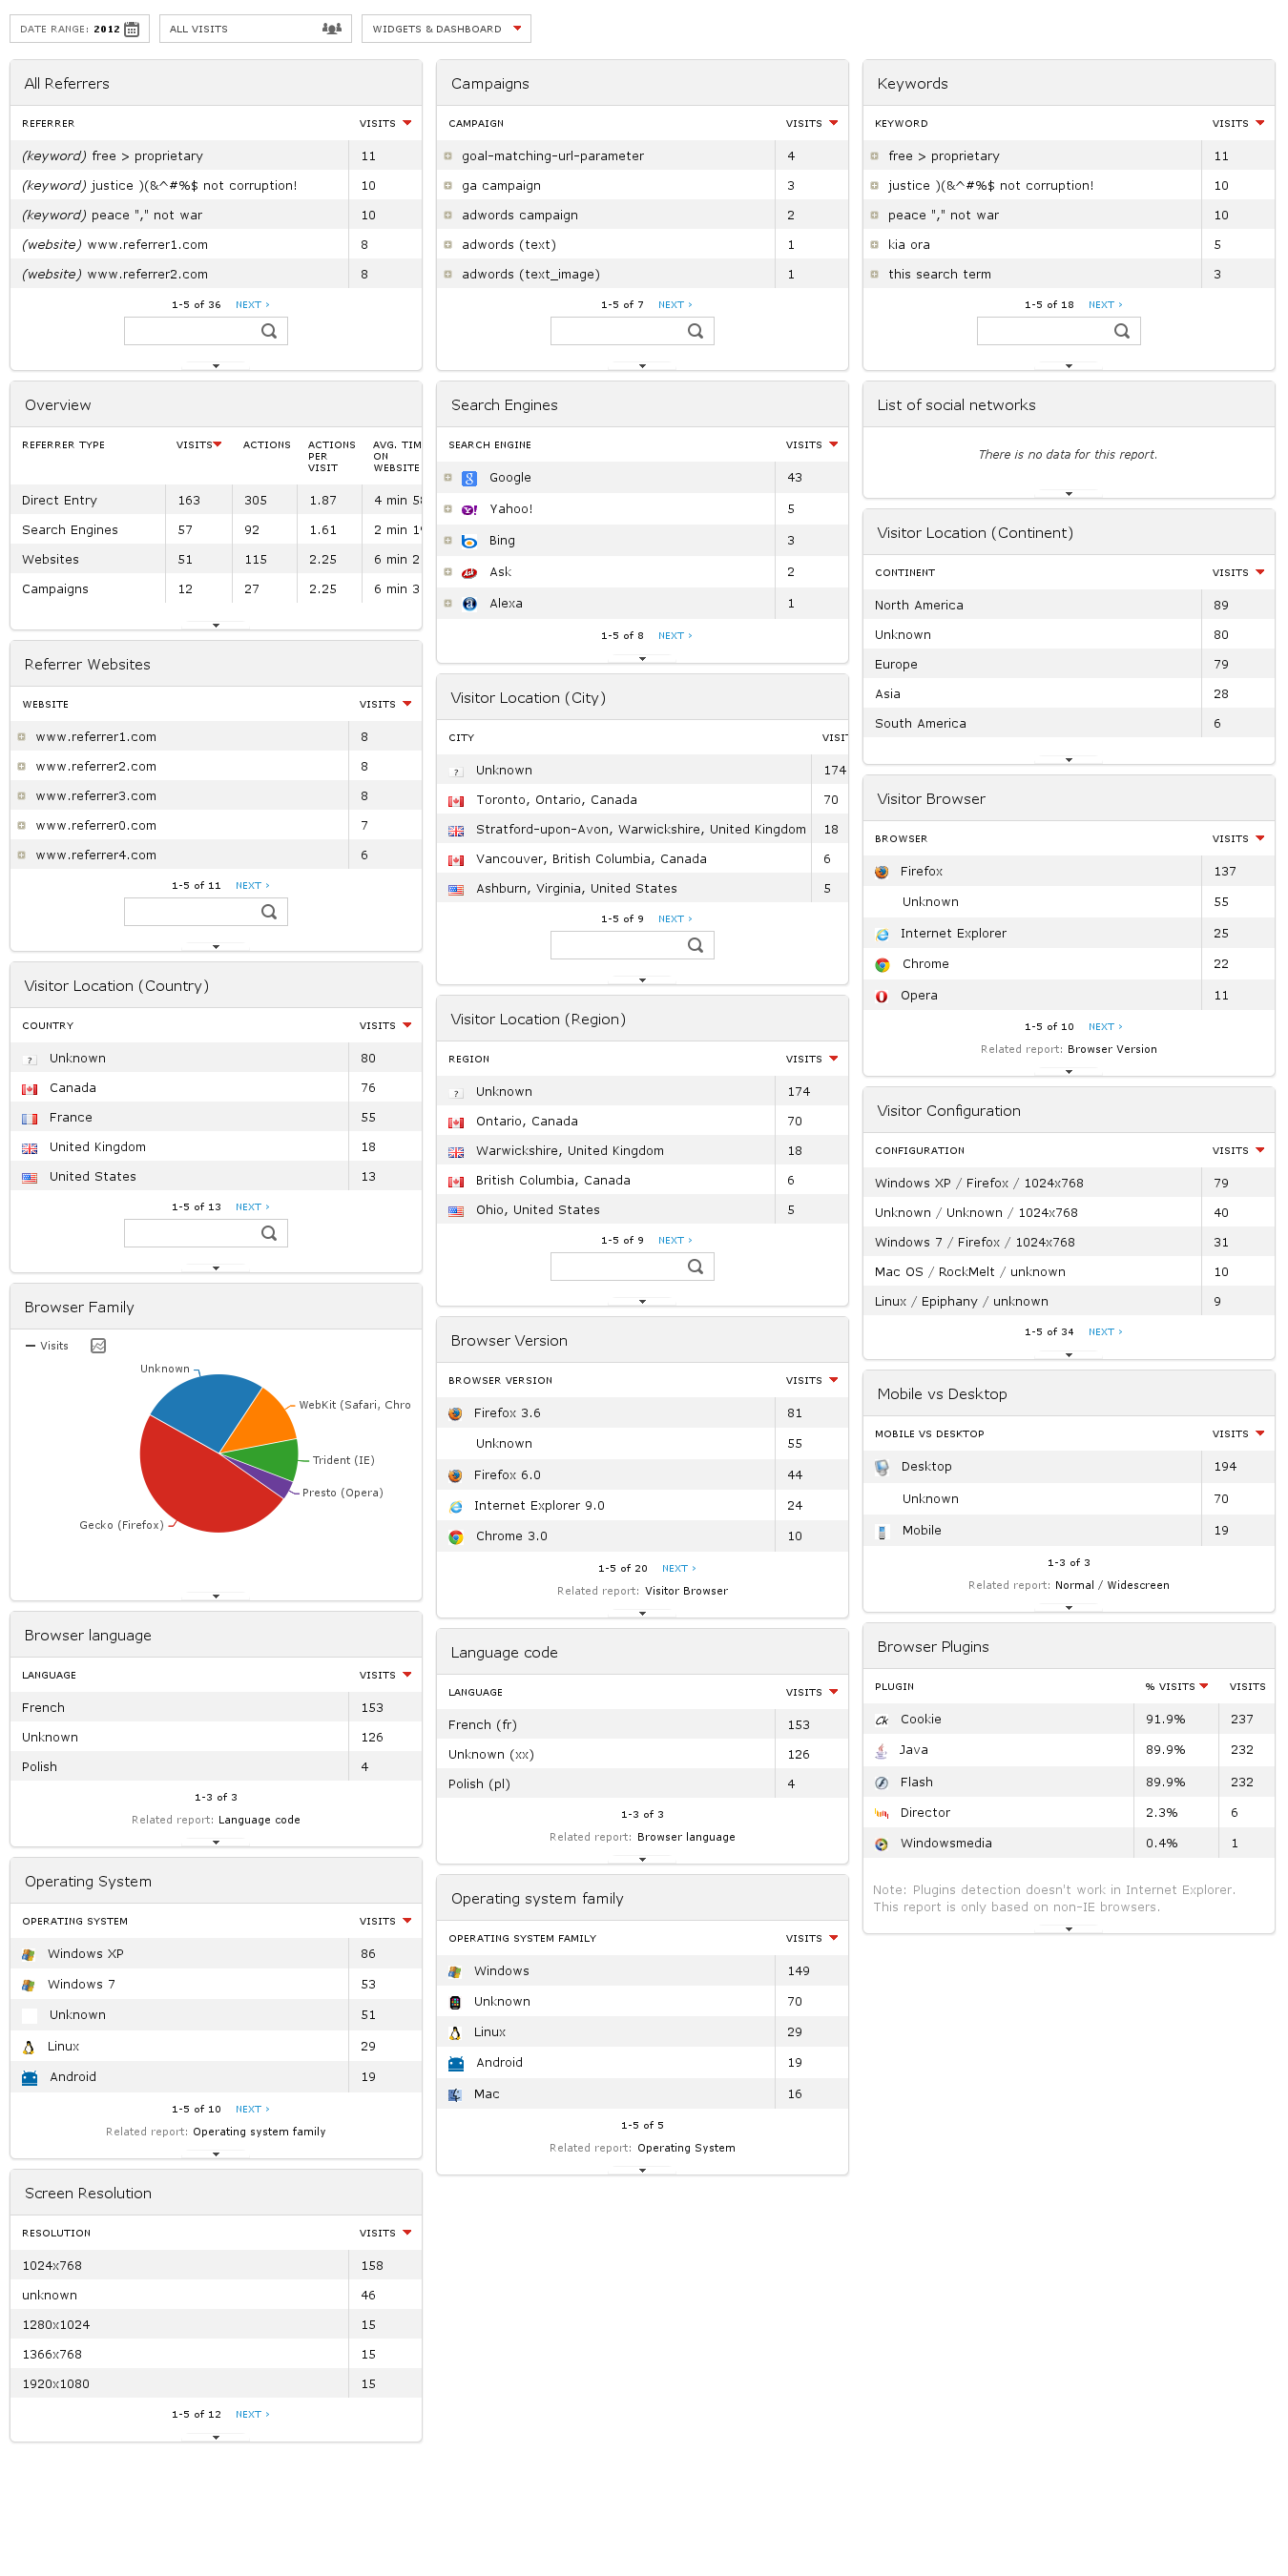 DATE RANGE: 2012
ALL VISITS
WIDGETS & DASHBOARD
All Referrers
REFERRER VISITS
(keyword) free > proprietary 11
(keyword) justice )(&^#%$ not corruption! 10
(keyword) peace "," not war 10
(website) www.referrer1.com 8
(website) www.referrer2.com 8
1-5 of 36 NEXT ›
Overview
REFERRER TYPE VISITS ACTIONS ACTIONS PER VISIT AVG. TIM ON WEBSITE
Direct Entry 163 305 1.87 4 min 58
Search Engines 57 92 1.61 2 min
Websites 51 115 2.25 6 min 2
Campaigns 12 27 2.25 6 min 3
Referrer Websites
WEBSITE VISITS
www.referrer1.com 8
www.referrer2.com 8
www.referrer3.com 8
www.referrer0.com 7
www.referrer4.com 6
1-5 of 11 NEXT ›
Visitor Location (Country)
COUNTRY VISITS
Unknown 80
Canada 76
France 55
United Kingdom 18
United States 13
1-5 of 13 NEXT ›
Browser Family
Visits
Unknown
WebKit (Safari, Chro
Trident (IE)
Presto (Opera)
Gecko (Firefox)
Browser language
LANGUAGE VISITS
French 153
Unknown 126
Polish 4
1-3 of 3
Related report: Language code
Operating System
OPERATING SYSTEM VISITS
Windows XP 86
Windows 7 53
Unknown 51
Linux 29
Android 19
1-5 of 10 NEXT ›
Related report: Operating system family
Screen Resolution
RESOLUTION VISITS
1024x768 158
unknown 46
1280x1024 15
1366x768 15
1920x1080 15
1-5 of 12 NEXT ›
Campaigns
CAMPAIGN VISITS
goal-matching-url-parameter 4
ga campaign 3
adwords campaign 2
adwords (text) 1
adwords (text_image) 1
1-5 of 7 NEXT ›
Search Engines
SEARCH ENGINE VISITS
Google 43
Yahoo! 5
Bing 3
Ask 2
Alexa 1
1-5 of 8 NEXT ›
Visitor Location (City)
CITY VISIT
Unknown 174
Toronto, Ontario, Canada 70
Stratford-upon-Avon, Warwickshire, United Kingdom 18
Vancouver, British Columbia, Canada 6
Ashburn, Virginia, United States 5
1-5 of 9 NEXT ›
Visitor Location (Region)
REGION VISITS
Unknown 174
Ontario, Canada 70
Warwickshire, United Kingdom 18
British Columbia, Canada 6
Ohio, United States 5
1-5 of 9 NEXT ›
Browser Version
BROWSER VERSION VISITS
Firefox 3.6 81
Unknown 55
Firefox 6.0 44
Internet Explorer 9.0 24
Chrome 3.0 10
1-5 of 20 NEXT ›
Related report: Visitor Browser
Language code
LANGUAGE VISITS
French (fr) 153
Unknown (xx) 126
Polish (pl) 4
1-3 of 3
Related report: Browser language
Operating system family
OPERATING SYSTEM FAMILY VISITS
Windows 149
Unknown 70
Linux 29
Android 19
Mac 16
1-5 of 5
Related report: Operating System
Keywords
KEYWORD VISITS
free > proprietary 11
justice )(&^#%$ not corruption! 10
peace "," not war 10
kia ora 5
this search term 3
1-5 of 18 NEXT ›
List of social networks
There is no data for this report.
Visitor Location (Continent)
CONTINENT VISITS
North America 89
Unknown 80
Europe 79
Asia 28
South America 6
Visitor Browser
BROWSER VISITS
Firefox 137
Unknown 55
Internet Explorer 25
Chrome 22
Opera 11
1-5 of 10 NEXT ›
Related report: Browser Version
Visitor Configuration
CONFIGURATION VISITS
Windows XP / Firefox / 1024x768 79
Unknown / Unknown / 1024x768 40
Windows 7 / Firefox / 1024x768 31
Mac OS / RockMelt / unknown 10
Linux / Epiphany / unknown 9
1-5 of 34 NEXT ›
Mobile vs Desktop
MOBILE VS DESKTOP VISITS
Desktop 194
Unknown 70
Mobile 19
1-3 of 3
Related report: Normal / Widescreen
Browser Plugins
PLUGIN % VISITS VISITS
Cookie 91.9% 237
Java 89.9% 232
Flash 89.9% 232
Director 2.3% 6
Windowsmedia 0.4% 1
Note: Plugins detection doesn't work in Internet Explorer.
This report is only based on non-IE browsers.